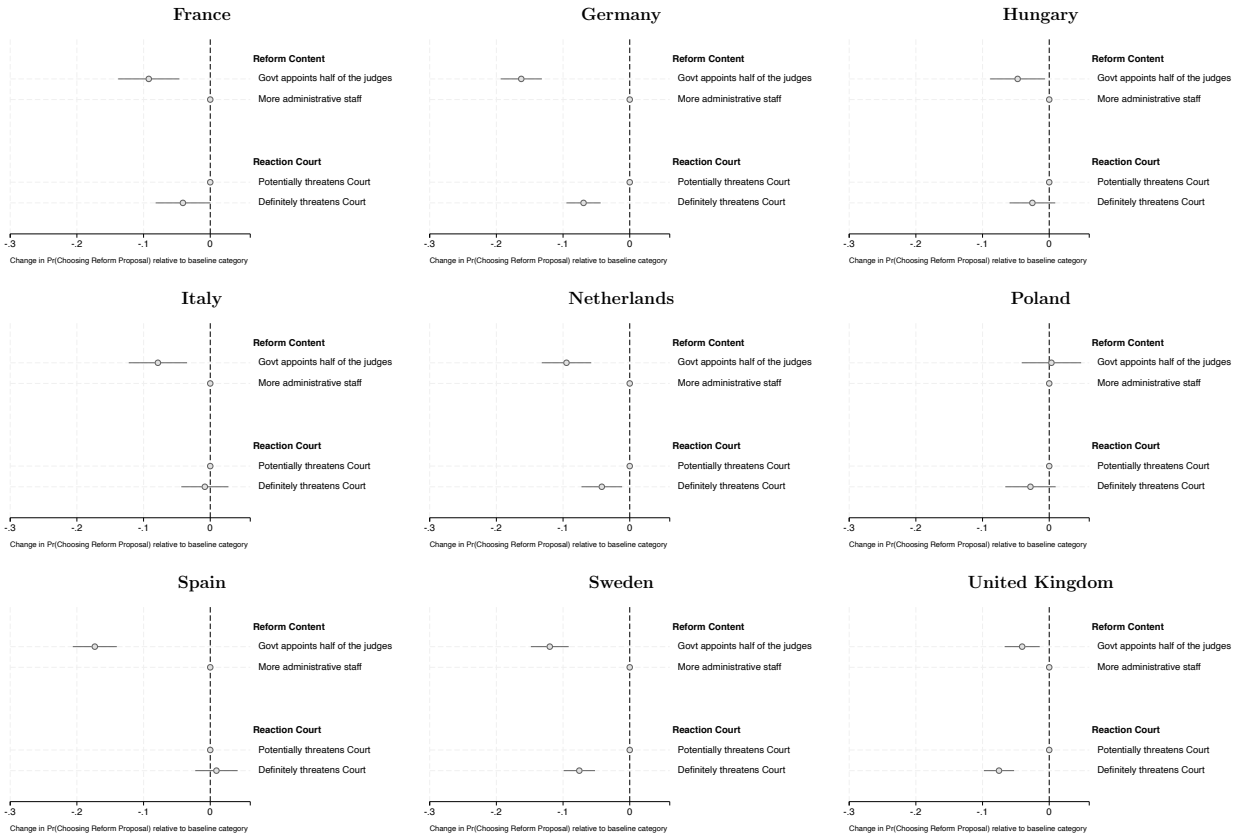 France
Reform Content
Govt appoints half of the judges
More administrative staff
Reaction Court
Potentially threatens Court
Definitely threatens Court
-.3 -.2 -.1 0
Change in Pr(Choosing Reform Proposal) relative to baseline category
Germany
Reform Content
Govt appoints half of the judges
More administrative staff
Reaction Court
Potentially threatens Court
Definitely threatens Court
-.3 -.2 -.1 0
Change in Pr(Choosing Reform Proposal) relative to baseline category
Hungary
Reform Content
Govt appoints half of the judges
More administrative staff
Reaction Court
Potentially threatens Court
Definitely threatens Court
-.3 -.2 -.1 0
Change in Pr(Choosing Reform Proposal) relative to baseline category
Italy
Reform Content
Govt appoints half of the judges
More administrative staff
Reaction Court
Potentially threatens Court
Definitely threatens Court
-.3 -.2 -.1 0
Change in Pr(Choosing Reform Proposal) relative to baseline category
Netherlands
Reform Content
Govt appoints half of the judges
More administrative staff
Reaction Court
Potentially threatens Court
Definitely threatens Court
-.3 -.2 -.1 0
Change in Pr(Choosing Reform Proposal) relative to baseline category
Poland
Reform Content
Govt appoints half of the judges
More administrative staff
Reaction Court
Potentially threatens Court
Definitely threatens Court
-.3 -.2 -.1 0
Change in Pr(Choosing Reform Proposal) relative to baseline category
Spain
Reform Content
Govt appoints half of the judges
More administrative staff
Reaction Court
Potentially threatens Court
Definitely threatens Court
-.3 -.2 -.1 0
Change in Pr(Choosing Reform Proposal) relative to baseline category
Sweden
Reform Content
Govt appoints half of the judges
More administrative staff
Reaction Court
Potentially threatens Court
Definitely threatens Court
-.3 -.2 -.1 0
Change in Pr(Choosing Reform Proposal) relative to baseline category
United Kingdom
Reform Content
Govt appoints half of the judges
More administrative staff
Reaction Court
Potentially threatens Court
Definitely threatens Court
-.3 -.2 -.1 0
Change in Pr(Choosing Reform Proposal) relative to baseline category